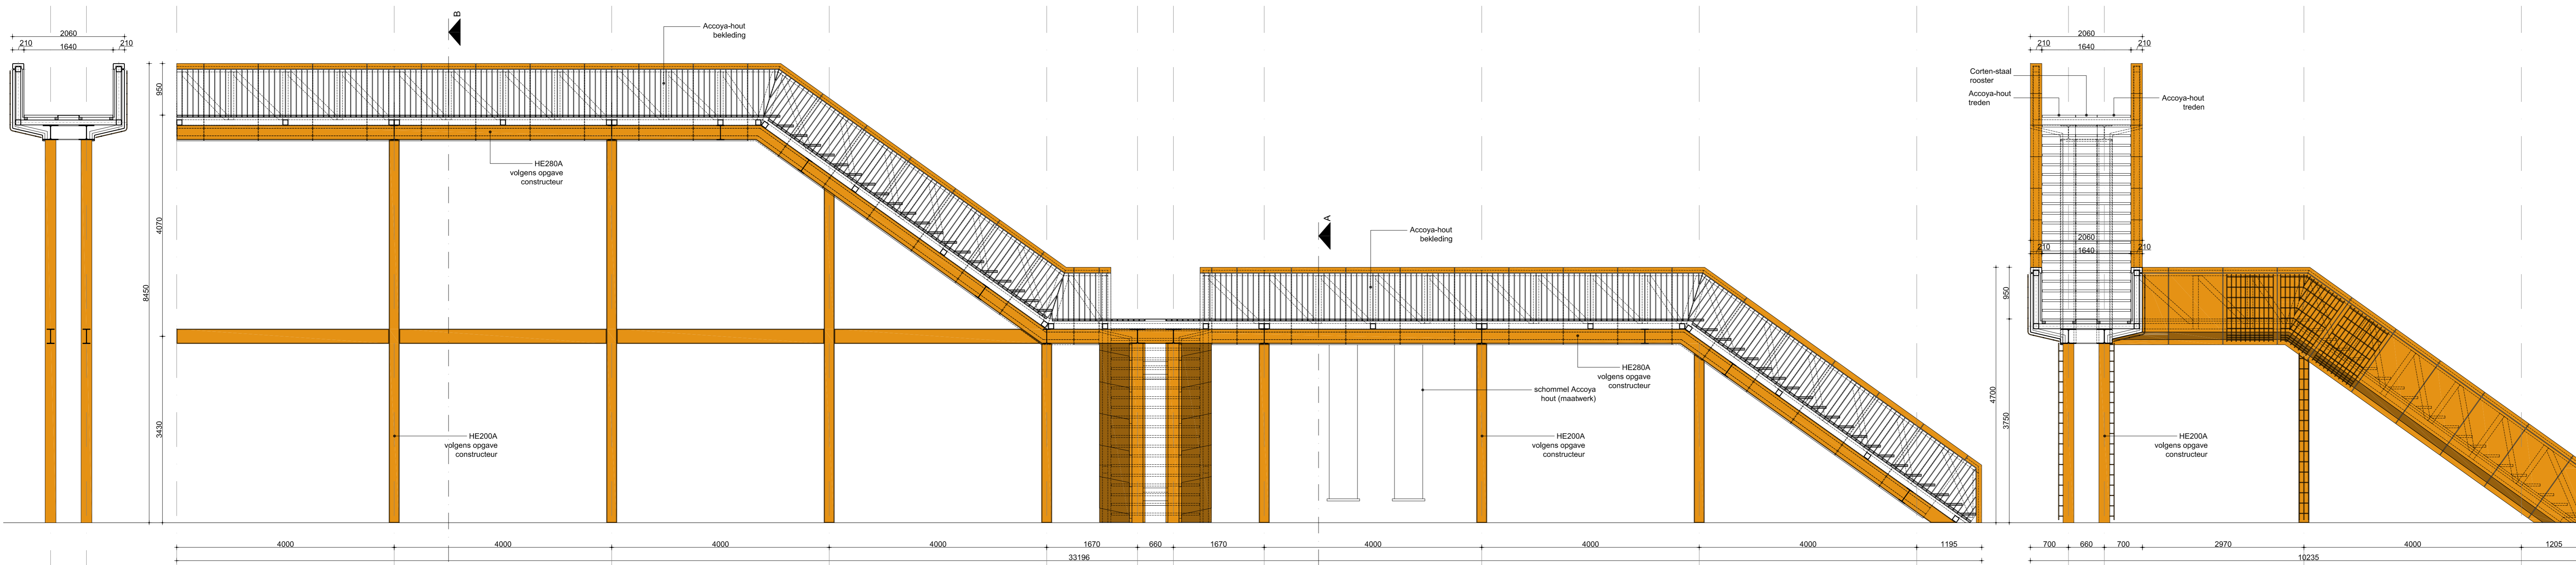 2060
210 1640 210
950
4070
8450
3430
B
Accoya-hout
bekleding
HE280A
volgens opgave
constructeur
HE200A
volgens opgave
constructeur
A
Accoya-hout
bekleding
HE280A
volgens opgave
constructeur
schommel Accoya
hout (maatwerk)
HE200A
volgens opgave
constructeur
4000 4000 4000 4000 1670 660 1670 4000 4000 4000 1195
33196
2060
210 1640 210
Corten-staal
rooster
Accoya-hout
treden
Accoya-hout
treden
2060
210 1640 210
950
4700
3750
HE200A
volgens opgave
constructeur
700 660 700 2970 4000 1205
10235